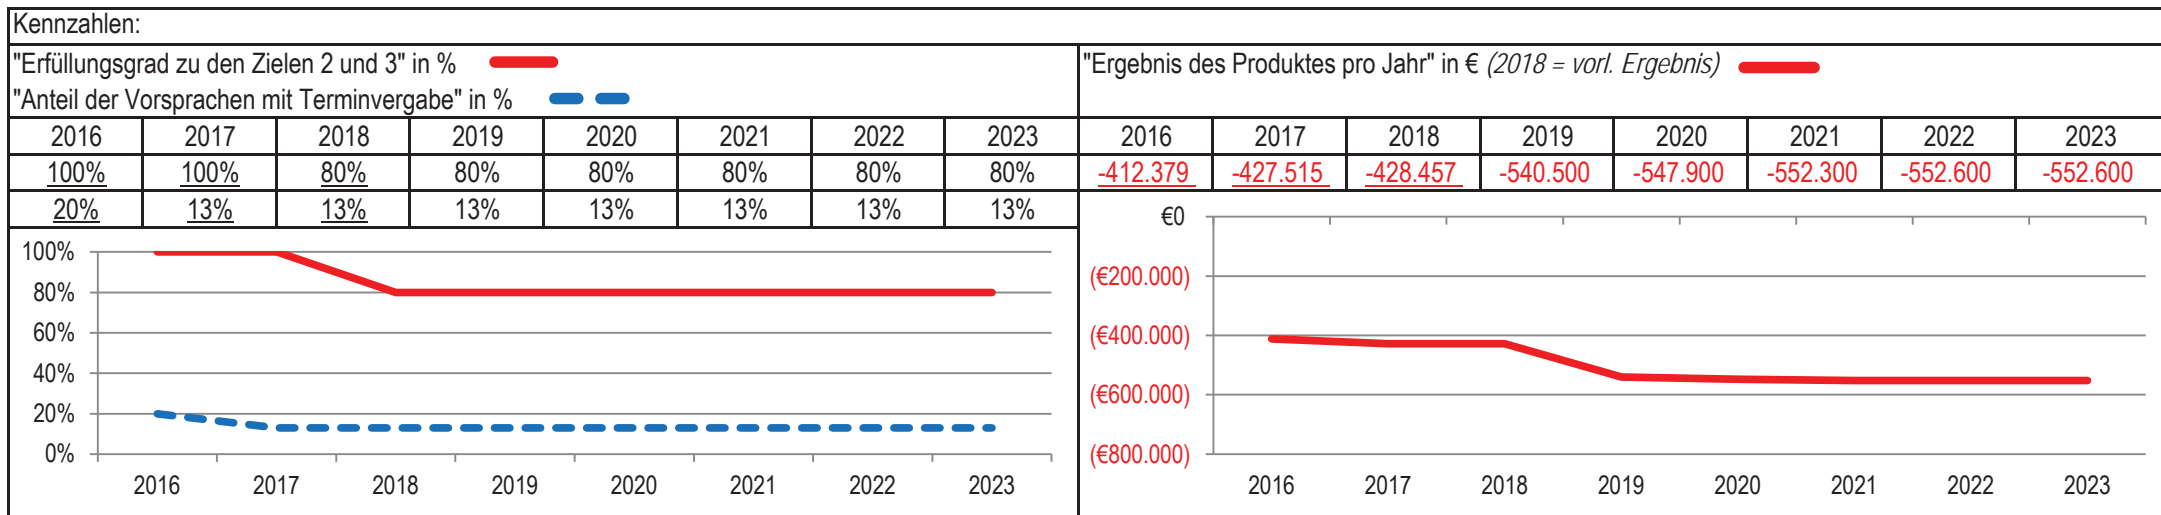 Kennzahlen:
"Erfüllungsgrad zu den Zielen 2 und 3" in %
"Anteil der Vorsprachen mit Terminvergabe" in %
2016 2017 2018 2019 2020 2021 2022 2023
100% 100% 80% 80% 80% 80% 80% 80%
20% 13% 13% 13% 13% 13% 13% 13%
100%
80%
60%
40%
20%
0%
2016 2017 2018 2019 2020 2021 2022 2023
"Ergebnis des Produktes pro Jahr" in € (2018 = vorl. Ergebnis)
2016 2017 2018 2019 2020 2021 2022 2023
-412.379 -427.515 -428.457 -540.500 -547.900 -552.300 -552.600 -552.600
€0
(€200.000)
(€400.000)
(€600.000)
(€800.000)
2016 2017 2018 2019 2020 2021 2022 2023